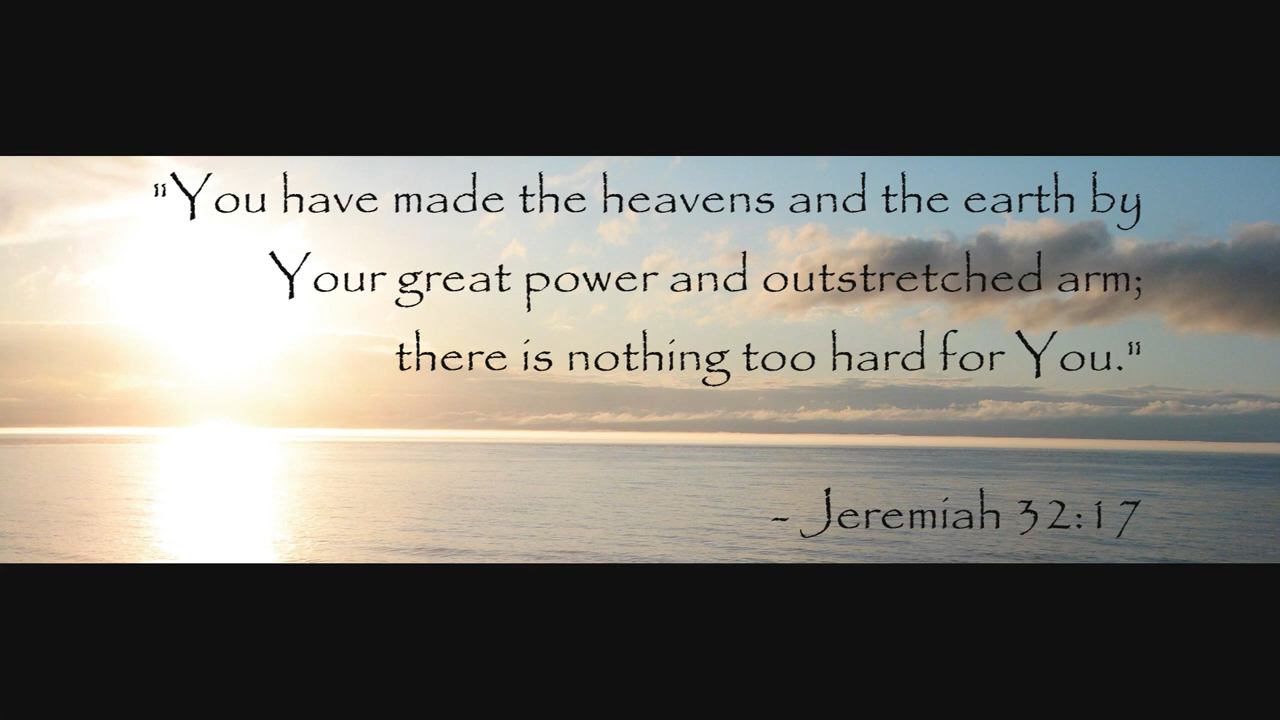 "You have made the heavens and the earth by
Your great power and outstretched arm;
there is nothing too hard for You."
- Jeremiah 32:17